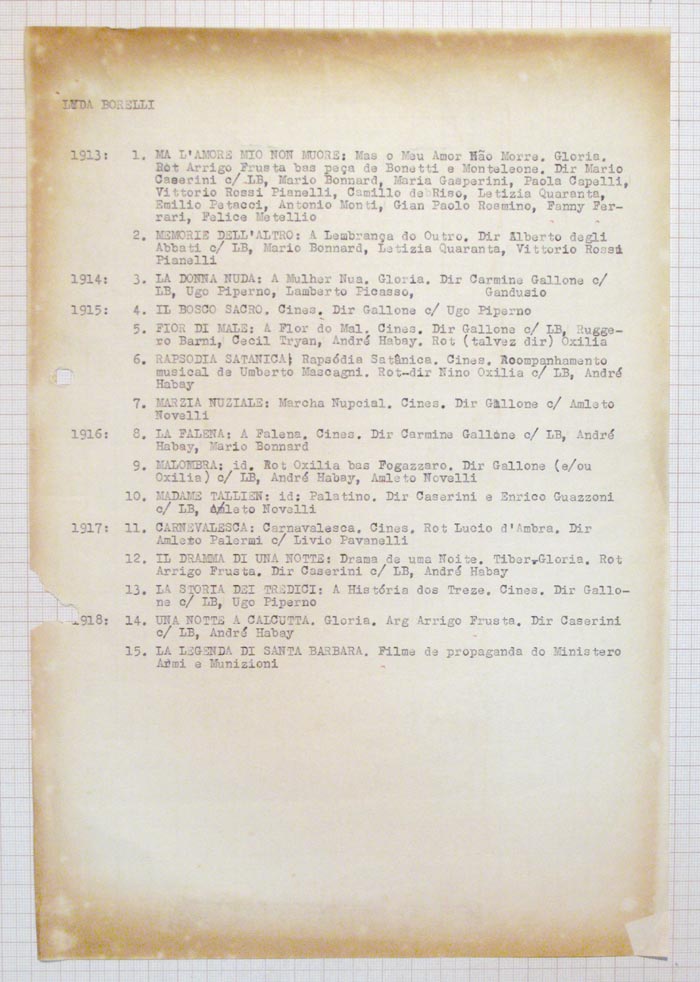 LYDA BORELLI
1913: 1. MA L'AMORE MIO NON MUORE: Mas o Meu Amor Não Morre. Gloria.
Rot Arrigo Frusta bas peça de Bonetti e Monteleone. Dir Mario
Caserini c/ LB, Mario Bonnard, Maria Gasperini, Paola Capelli,
Vittorio Rossi Pianelli, Camillo debRiso, Letizia Quaranta,
Emilio Petacci, Antonio Monti, Gian Paolo Rosmino, Fanny Fer-
rari, Felice Metellio
2. MEMORIE DELL'ALTRO: A Lembrança do Outro. Dir Alberto degli
Abbati c/ LB, Mario Bonnard, Letizia Quaranta, Vittorio Rossi
Pianelli
1914: 3. LA DONNA NUDA: A Mulher Nua. Gloria. Dir Carmine Gallone c/
LB, Ugo Piperno, Lamberto Picasso, Gandusio
1915: 4. IL BOSCO SACRO. Cines. Dir Gallone c/ Ugo Piperno
5. FIOR DI MALE: A Flor do Mal. Cines. Dir Gallone c/ LB, Rugge-
ro Barni, Cecil Tryan, André Habay. Rot (talvez dir) Oxilia
6. RAPSODIA SATANICA: Rapsódia Satânica. Cines. Acompanhamento
musical de Umberto Mascagni. Rot-dir Nino Oxilia c/ LB, André
Habay
7. MARZIA NUZIALE: Marcha Nupcial. Cines. Dir Gallone c/ Amleto
Novelli
1916: 8. LA FALENA: A Falena. Cines. Dir Carmine Gallone c/ LB, André
Habay, Mario Bonnard
9. MALOMBRA: id. Rot Oxilia bas Fogazzaro. Dir Gallone (e/ou
Oxilia) c/ LB, André Habay, Amleto Novelli
10. MADAME TALLIEN: id; Palatino. Dir Caserini e Enrico Guazzoni
c/ LB, Amleto Novelli
1917: 11. CARNEVALESCA: Carnavalesca. Cines. Rot Lucio d'Ambra. Dir
Amleto Palermi c/ Livio Pavanelli
12. IL DRAMMA DI UNA NOTTE: Drama de uma Noite. Tiber-Gloria. Rot
Arrigo Frusta. Dir Caserini c/ LB, André Habay
13. LA STORIA DEI TREDICI: A História dos Treze. Cines. Dir Gallo-
ne c/ LB, Ugo Piperno
1918: 14. UNA NOTTE A CALCUTTA. Gloria. Arg Arrigo Frusta. Dir Caserini
c/ LB, André Habay
15. LA LEGENDA DI SANTA BARBARA. Filme de propaganda do Ministero
Armi e Munizioni